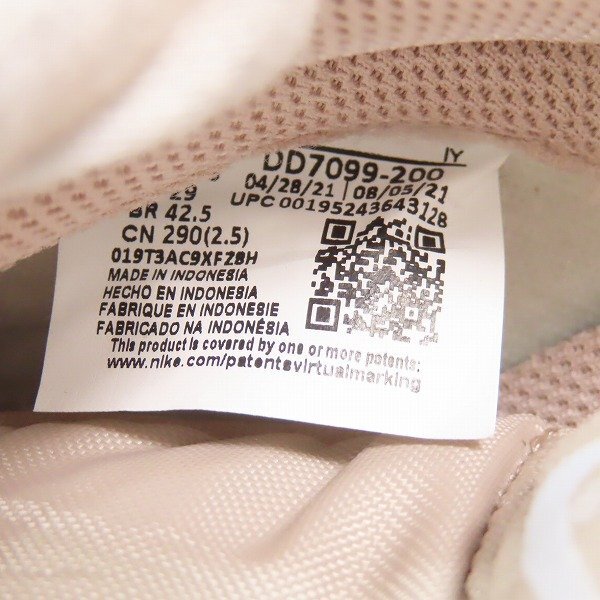 IY
DD7099-200
29
04/28/21 | 08/05/21
BR 42.5
UPC 00195243643128
CN 290(2.5)
019T3AC9XFZ8H
MADE IN INDONESIA
HECHO EN INDONESIA
FABRIQUE EN INDONESIE
FABRICADO NA INDONÉSIA
This product is covered by one or more patents;
www.nike.com/patentsvirtualmarking